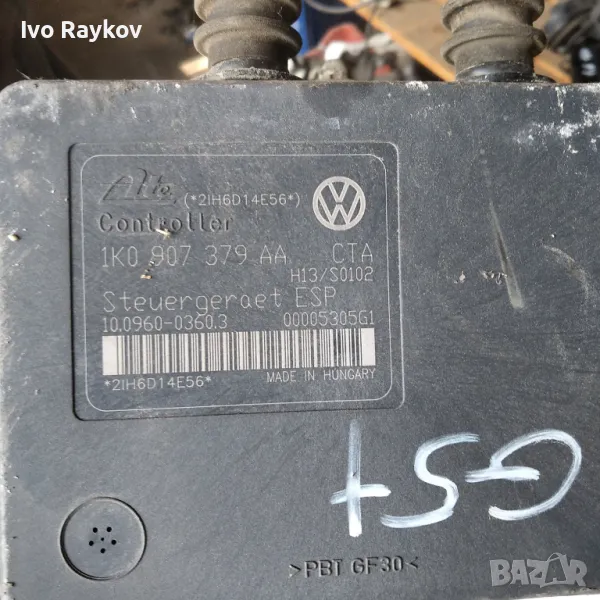 Ivo Raykov
Ate (*2IH6D14E56*)
Controller
1K0 907 379 AA CTA
H13/S0102
Steuergeraet ESP
10.0960-0360.3 00005305G1
*2IH6D14E56* MADE IN HUNGARY
G5+
>PBT GF30<
BAZAR